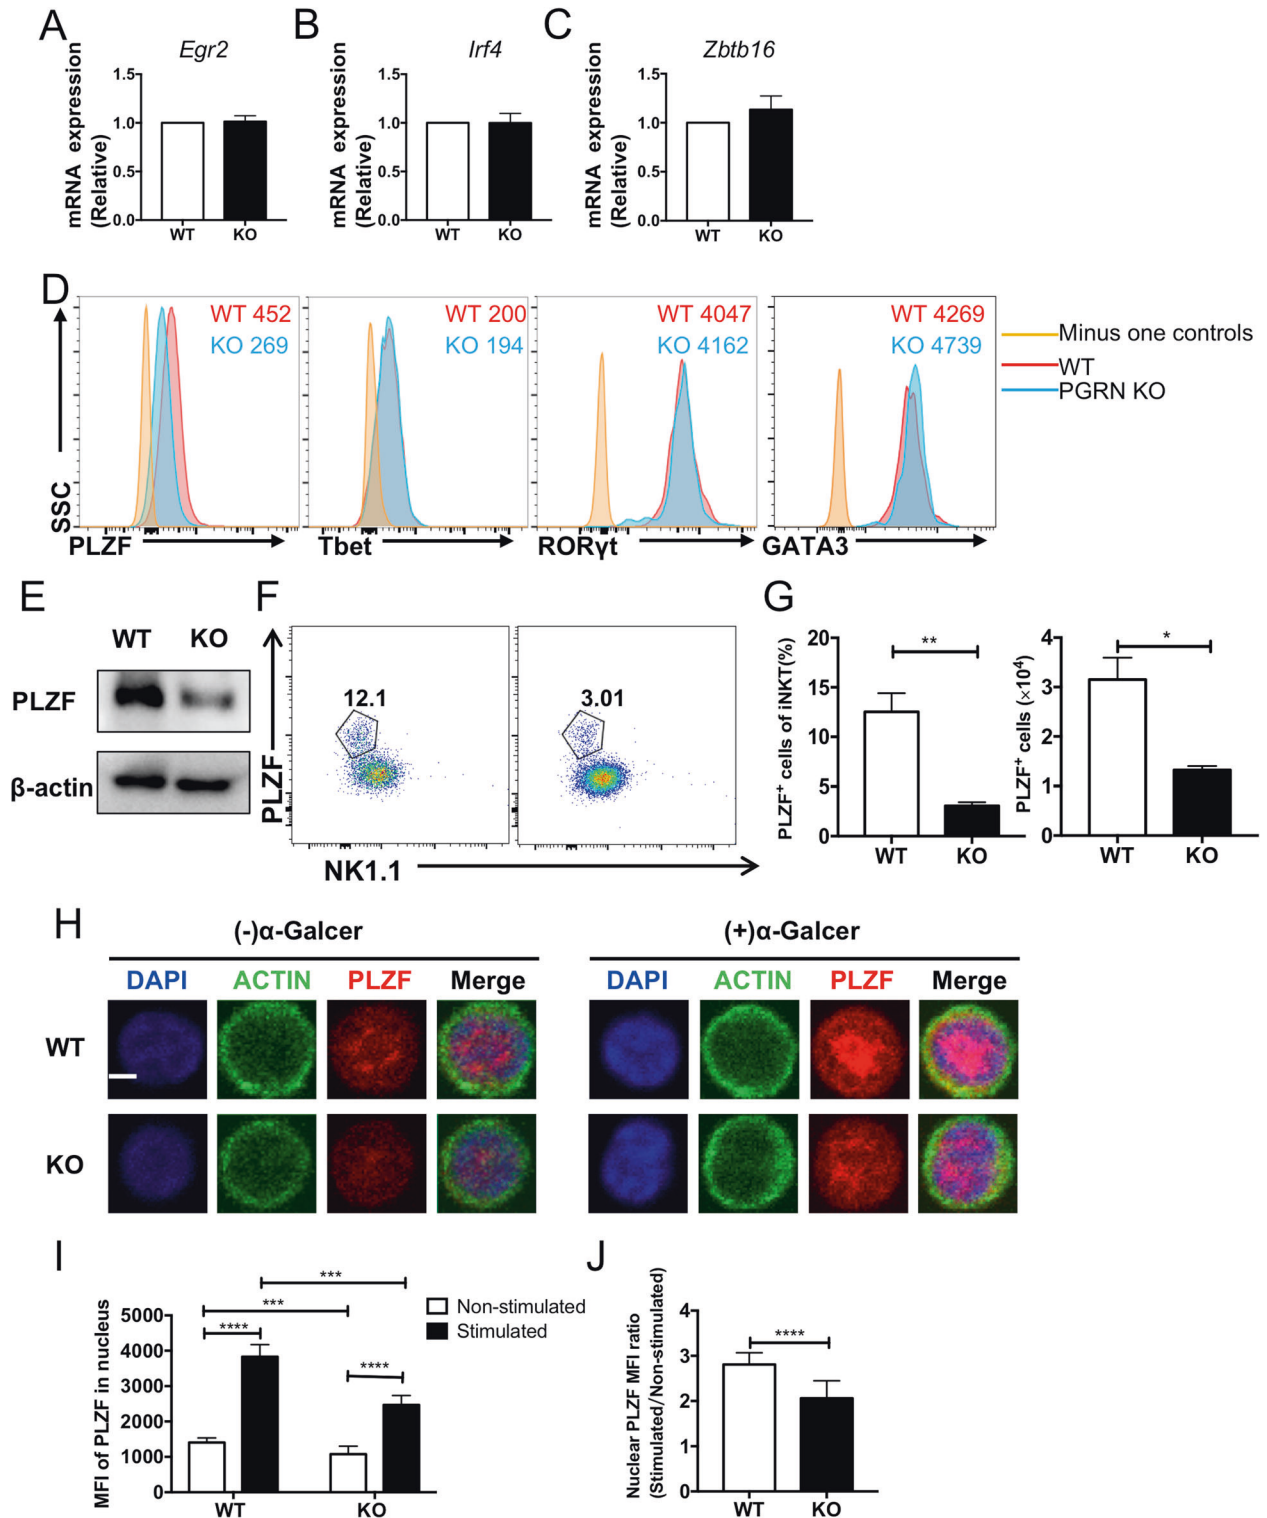 A
B
C
Egr2
Irf4
Zbtb16
mRNA expression
(Relative)
1.5
1.0
0.5
0.0
WT
KO
mRNA expression
(Relative)
1.5
1.0
0.5
0.0
WT
KO
mRNA expression
(Relative)
1.5
1.0
0.5
0.0
WT
KO
D
SSC
WT 452
KO 269
PLZF
WT 200
KO 194
Tbet
WT 4047
KO 4162
RORγt
WT 4269
KO 4739
GATA3
Minus one controls
WT
PGRN KO
E
WT KO
PLZF
β-actin
F
PLZF
12.1
3.01
NK1.1
G
PLZF+ cells of iNKT(%)
20
15
10
5
0
**
WT
KO
PLZF+ cells (×10⁴)
4
3
2
1
0
*
WT
KO
H
(-)α-Galcer
(+)α-Galcer
DAPI ACTIN PLZF Merge
DAPI ACTIN PLZF Merge
WT
KO
I
MFI of PLZF in nucleus
5000
4000
3000
2000
1000
0
***
***
****
****
WT
KO
Non-stimulated
Stimulated
J
Nuclear PLZF MFI ratio
(Stimulated/Non-stimulated)
4
3
2
1
0
****
WT
KO